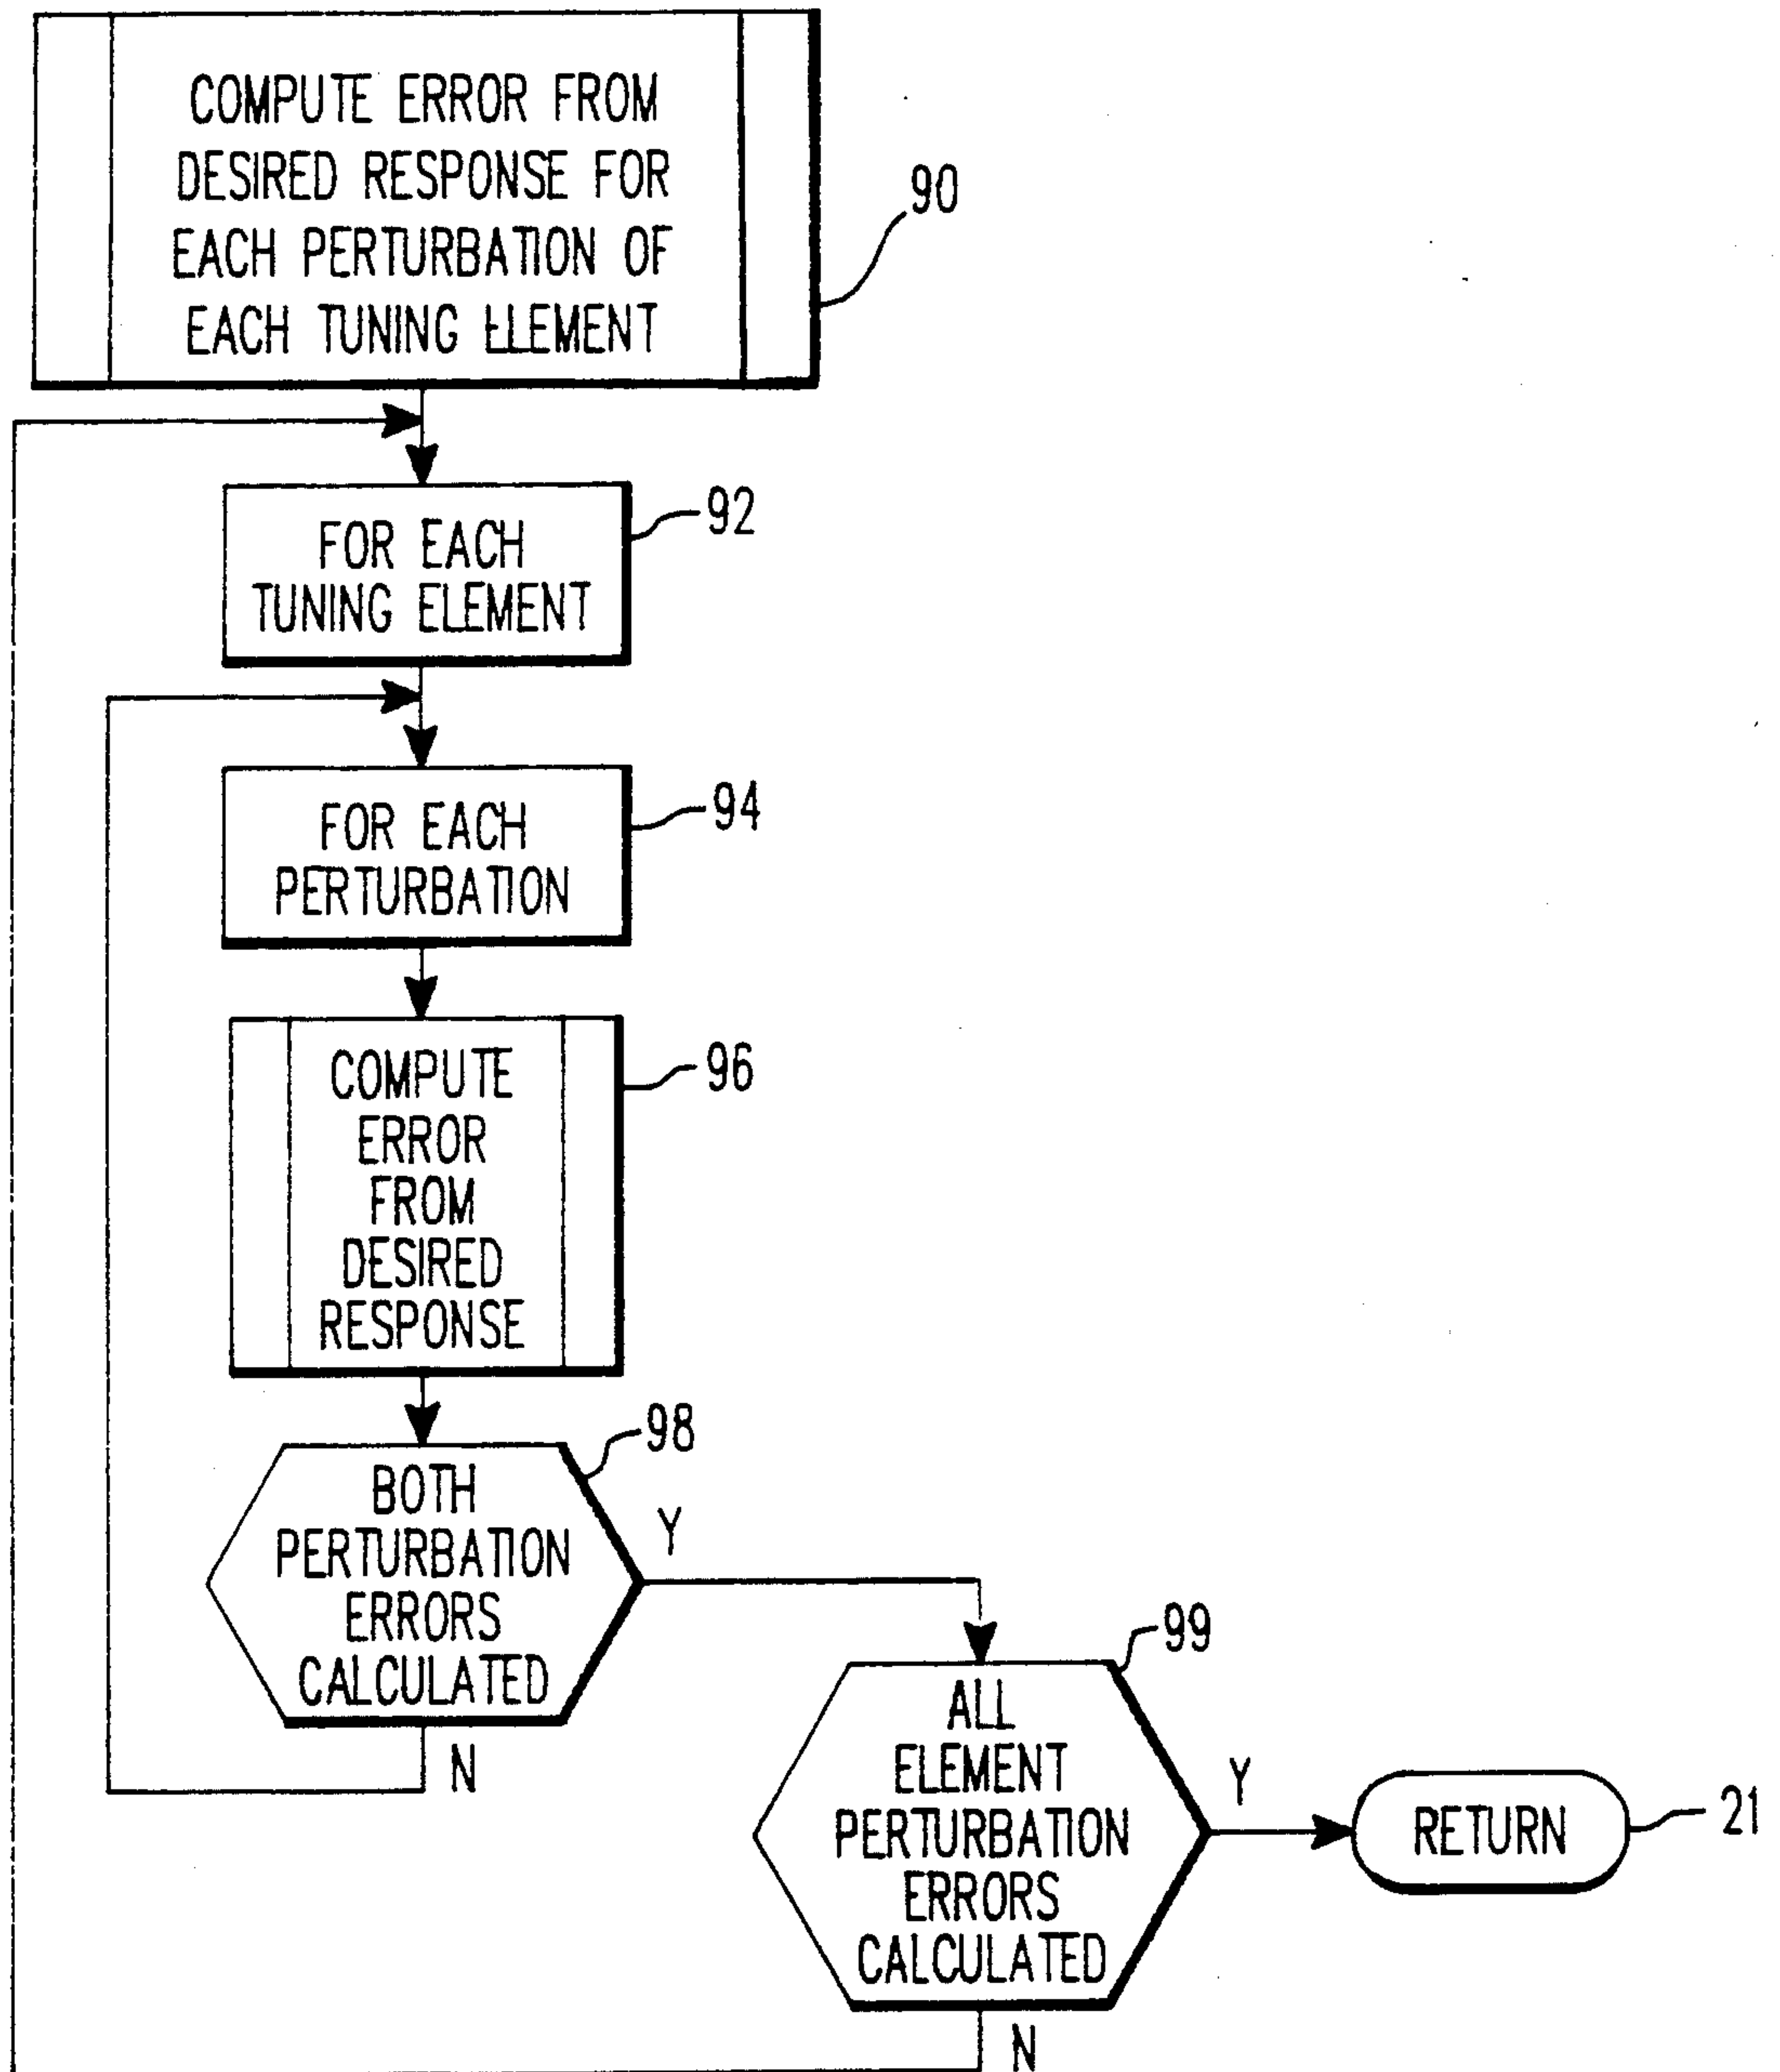 COMPUTE ERROR FROM
DESIRED RESPONSE FOR
EACH PERTURBATION OF
EACH TUNING ELEMENT
90
FOR EACH
TUNING ELEMENT
92
FOR EACH
PERTURBATION
94
COMPUTE
ERROR
FROM
DESIRED
RESPONSE
96
BOTH
PERTURBATION
ERRORS
CALCULATED
98
Y
N
ALL
ELEMENT
PERTURBATION
ERRORS
CALCULATED
99
Y
N
RETURN
21